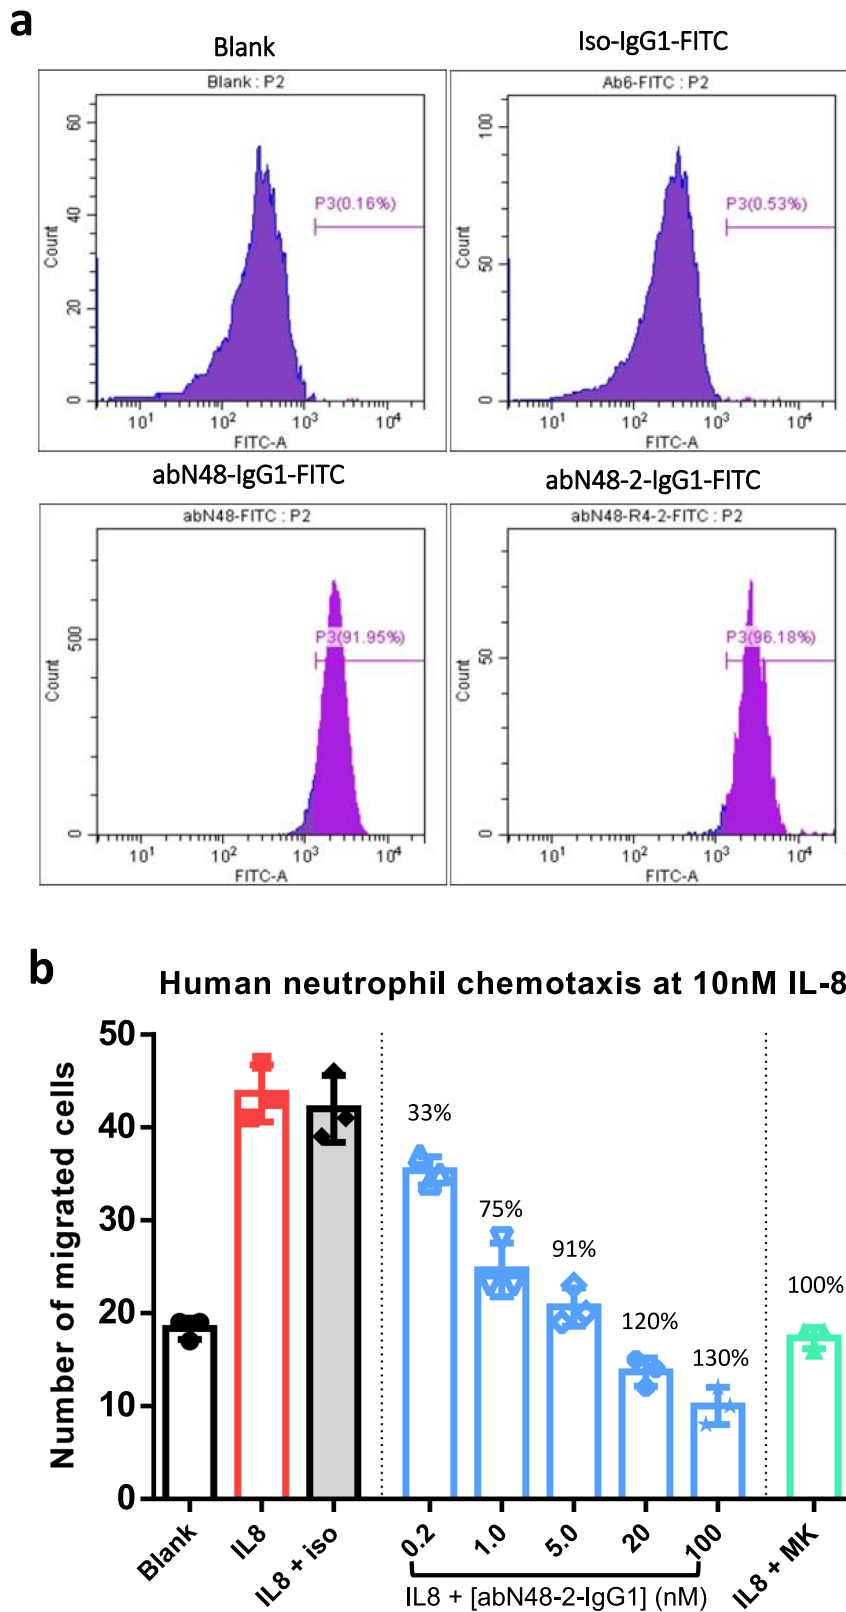 a
Blank
Iso-IgG1-FITC
Blank : P2
Ab6-FITC : P2
Count
60
40
20
0
P3(0.16%)
10¹ 10² 10³ 10⁴
FITC-A
Count
100
50
0
P3(0.53%)
10¹ 10² 10³ 10⁴
FITC-A
abN48-IgG1-FITC
abN48-2-IgG1-FITC
abN48-FITC : P2
abN48-R4-2-FITC : P2
Count
500
0
P3(91.95%)
10¹ 10² 10³ 10⁴
FITC-A
Count
50
0
P3(96.18%)
10¹ 10² 10³ 10⁴
FITC-A
b
Human neutrophil chemotaxis at 10nM IL-8
Number of migrated cells
50
40
30
20
10
0
33%
75%
91%
120%
130%
100%
Blank
IL8
IL8 + iso
0.2
1.0
5.0
20
100
IL8 + MK
IL8 + [abN48-2-IgG1] (nM)